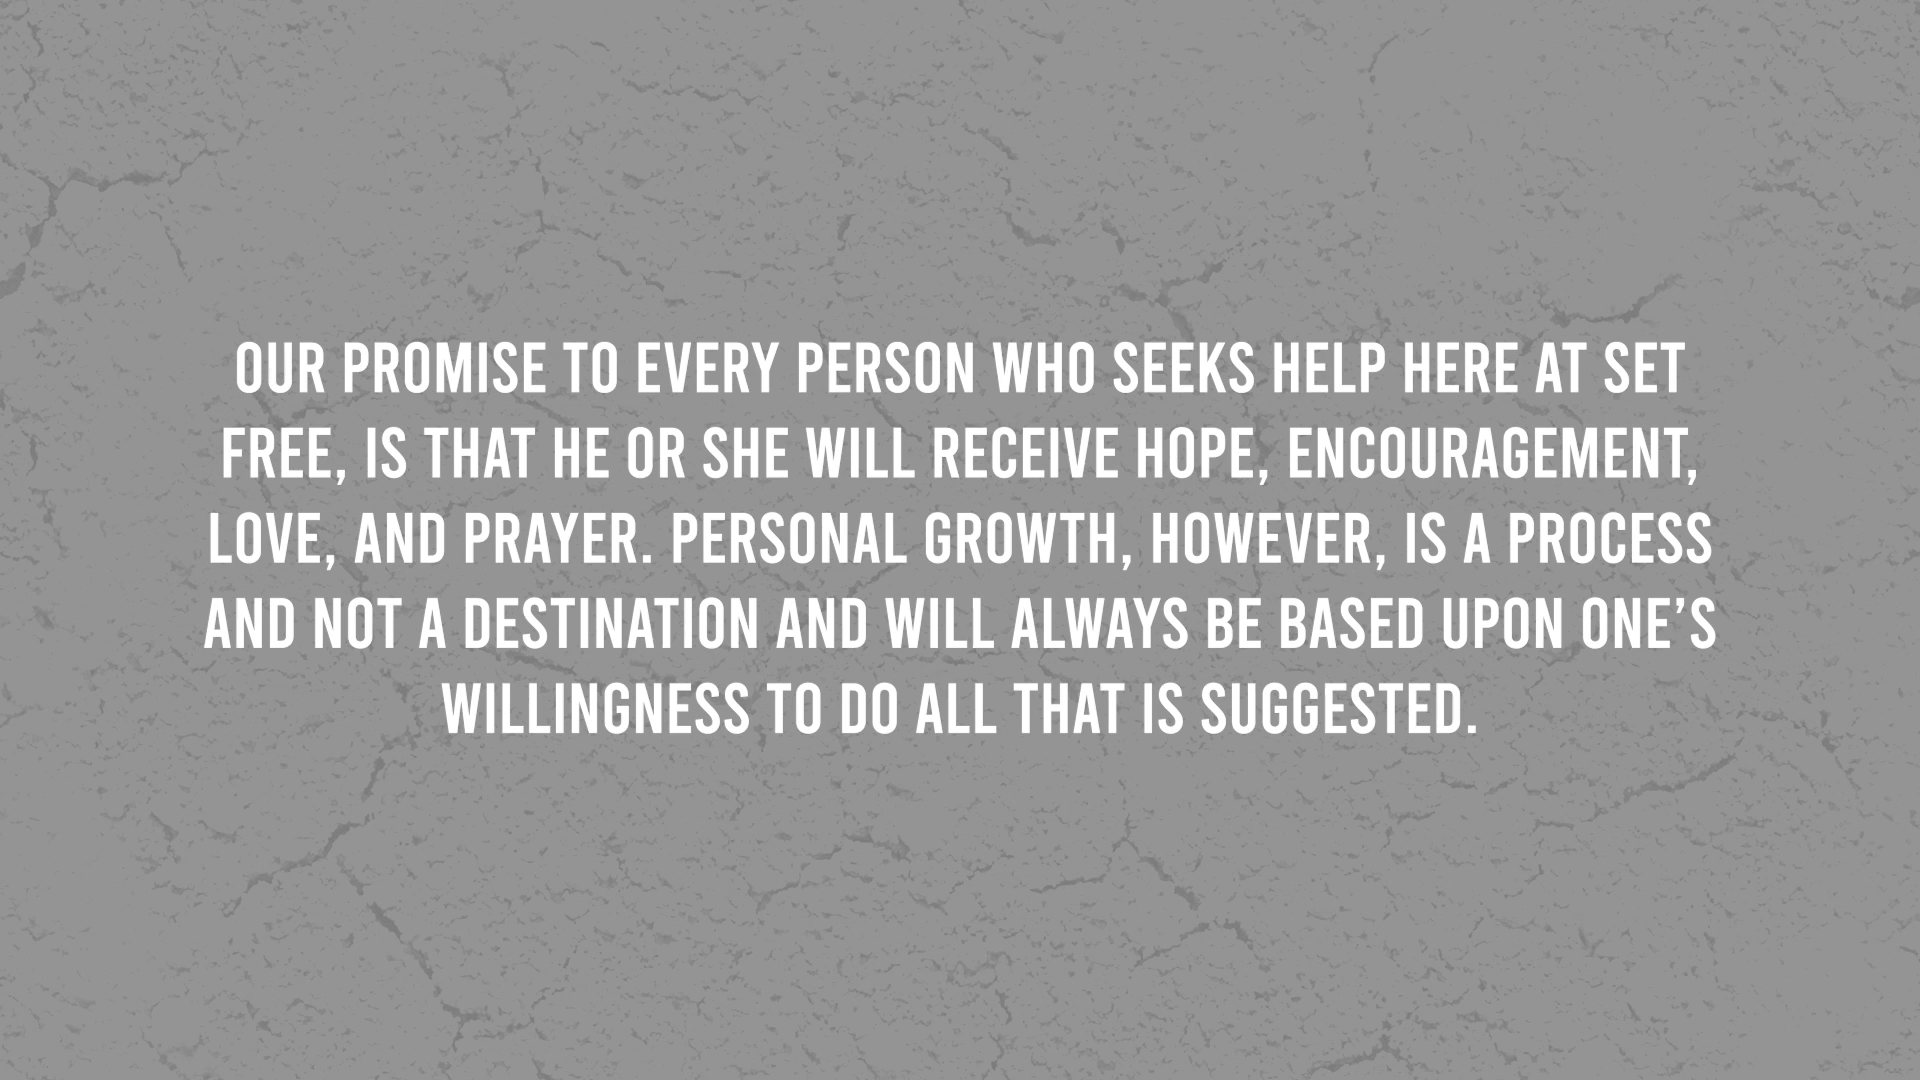 OUR PROMISE TO EVERY PERSON WHO SEEKS HELP HERE AT SET
FREE, IS THAT HE OR SHE WILL RECEIVE HOPE, ENCOURAGEMENT,
LOVE, AND PRAYER. PERSONAL GROWTH, HOWEVER, IS A PROCESS
AND NOT A DESTINATION AND WILL ALWAYS BE BASED UPON ONE’S
WILLINGNESS TO DO ALL THAT IS SUGGESTED.